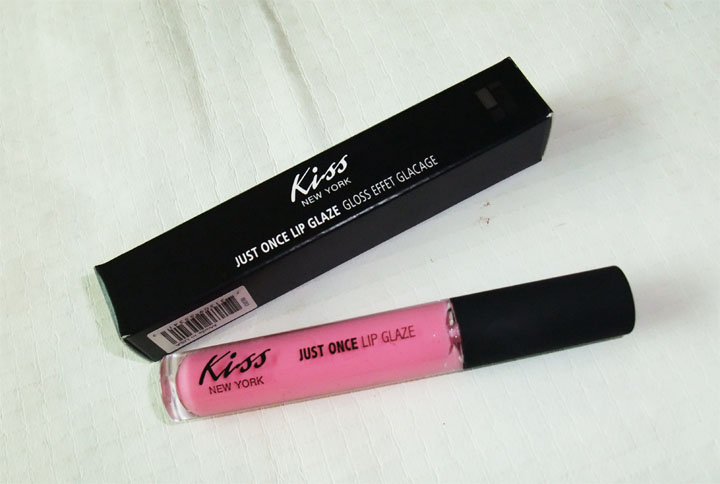 Kiss
NEW YORK
JUST ONCE LIP GLAZE GLOSS EFFET GLACAGE
Kiss
NEW YORK
JUST ONCE LIP GLAZE